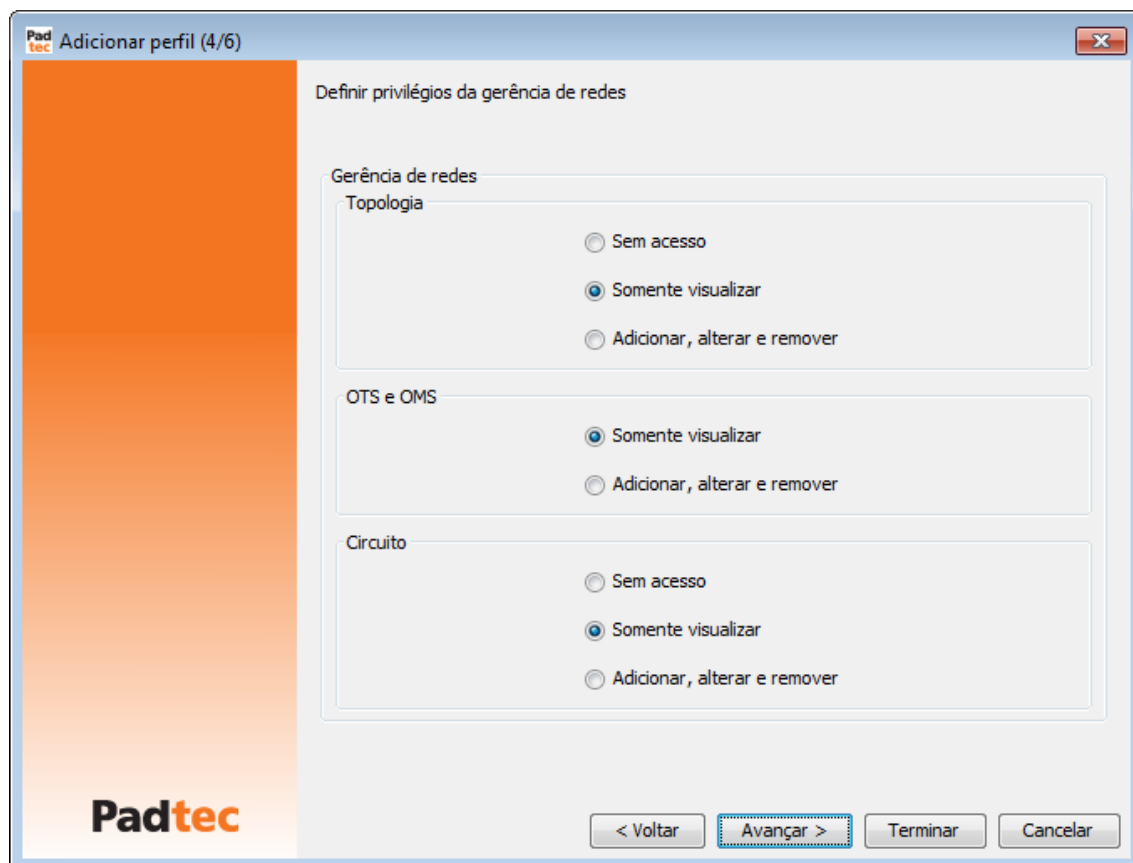 Pad
tec
Adicionar perfil (4/6)
Definir privilégios da gerência de redes
Gerência de redes
Topologia
Sem acesso
Somente visualizar
Adicionar, alterar e remover
OTS e OMS
Somente visualizar
Adicionar, alterar e remover
Circuito
Sem acesso
Somente visualizar
Adicionar, alterar e remover
Padtec
< Voltar
Avançar >
Terminar
Cancelar